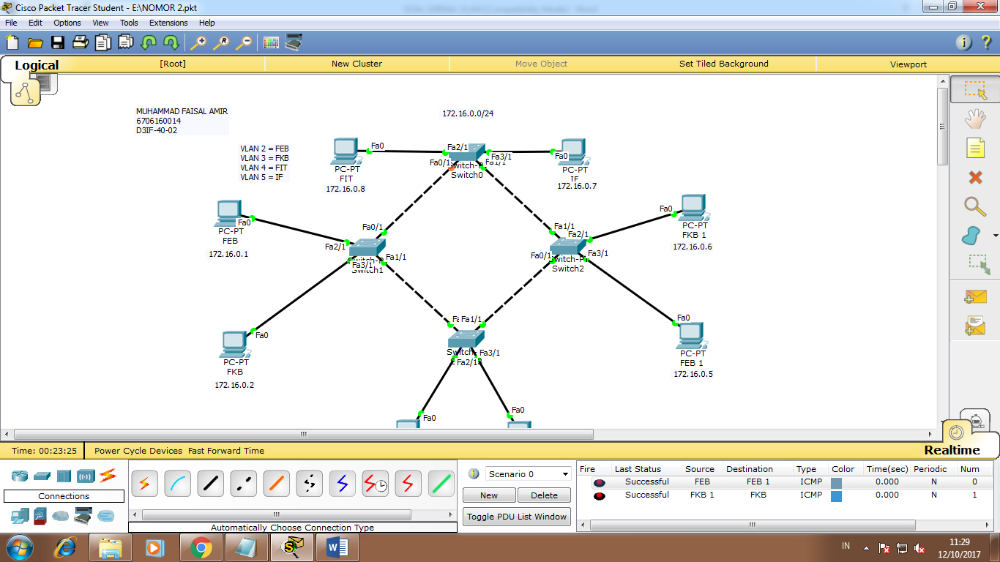 Cisco Packet Tracer Student - E:\NOMOR 2.pkt
File Edit Options View Tools Extensions Help
Logical [Root] New Cluster Move Object Set Tiled Background Viewport
MUHAMMAD FAISAL AMIR
6706160014
D3IF-40-02
172.16.0.0/24
VLAN 2 = FEB
VLAN 3 = FKB
VLAN 4 = FIT
VLAN 5 = IF
Fa0 Fa2/1 Fa3/1 Fa0
Fa0/1 Fa1/1
PC-PT
FIT
172.16.0.8
Switch0
PC-PT
IF
172.16.0.7
Fa0
PC-PT
FEB
172.16.0.1
Fa0/1
Fa2/1
Fa3/1
Fa1/1
Switch1
Fa1/1
Fa2/1
Fa0/1
Fa3/1
Switch2
Fa0
PC-PT
FKB 1
172.16.0.6
Fa0
PC-PT
FKB
172.16.0.2
Fa1/1
Fa3/1
Fa2/1
Fa0
PC-PT
FEB 1
172.16.0.5
Fa0
Fa0
Realtime
Time: 00:23:25 Power Cycle Devices Fast Forward Time
Connections
Automatically Choose Connection Type
Scenario 0
New Delete
Toggle PDU List Window
Fire Last Status Source Destination Type Color Time(sec) Periodic Num
Successful FEB FEB 1 ICMP 0.000 N 0
Successful FKB 1 FKB ICMP 0.000 N 1
IN
11:29
12/10/2017